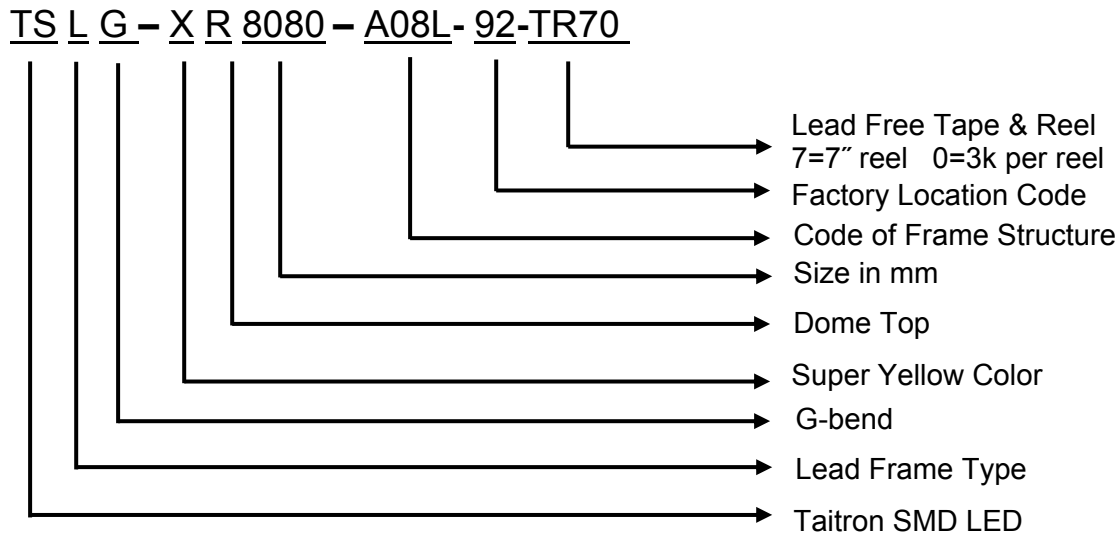 TS L G – X R 8080 – A08L- 92-TR70
Lead Free Tape & Reel
7=7˝ reel 0=3k per reel
Factory Location Code
Code of Frame Structure
Size in mm
Dome Top
Super Yellow Color
G-bend
Lead Frame Type
Taitron SMD LED